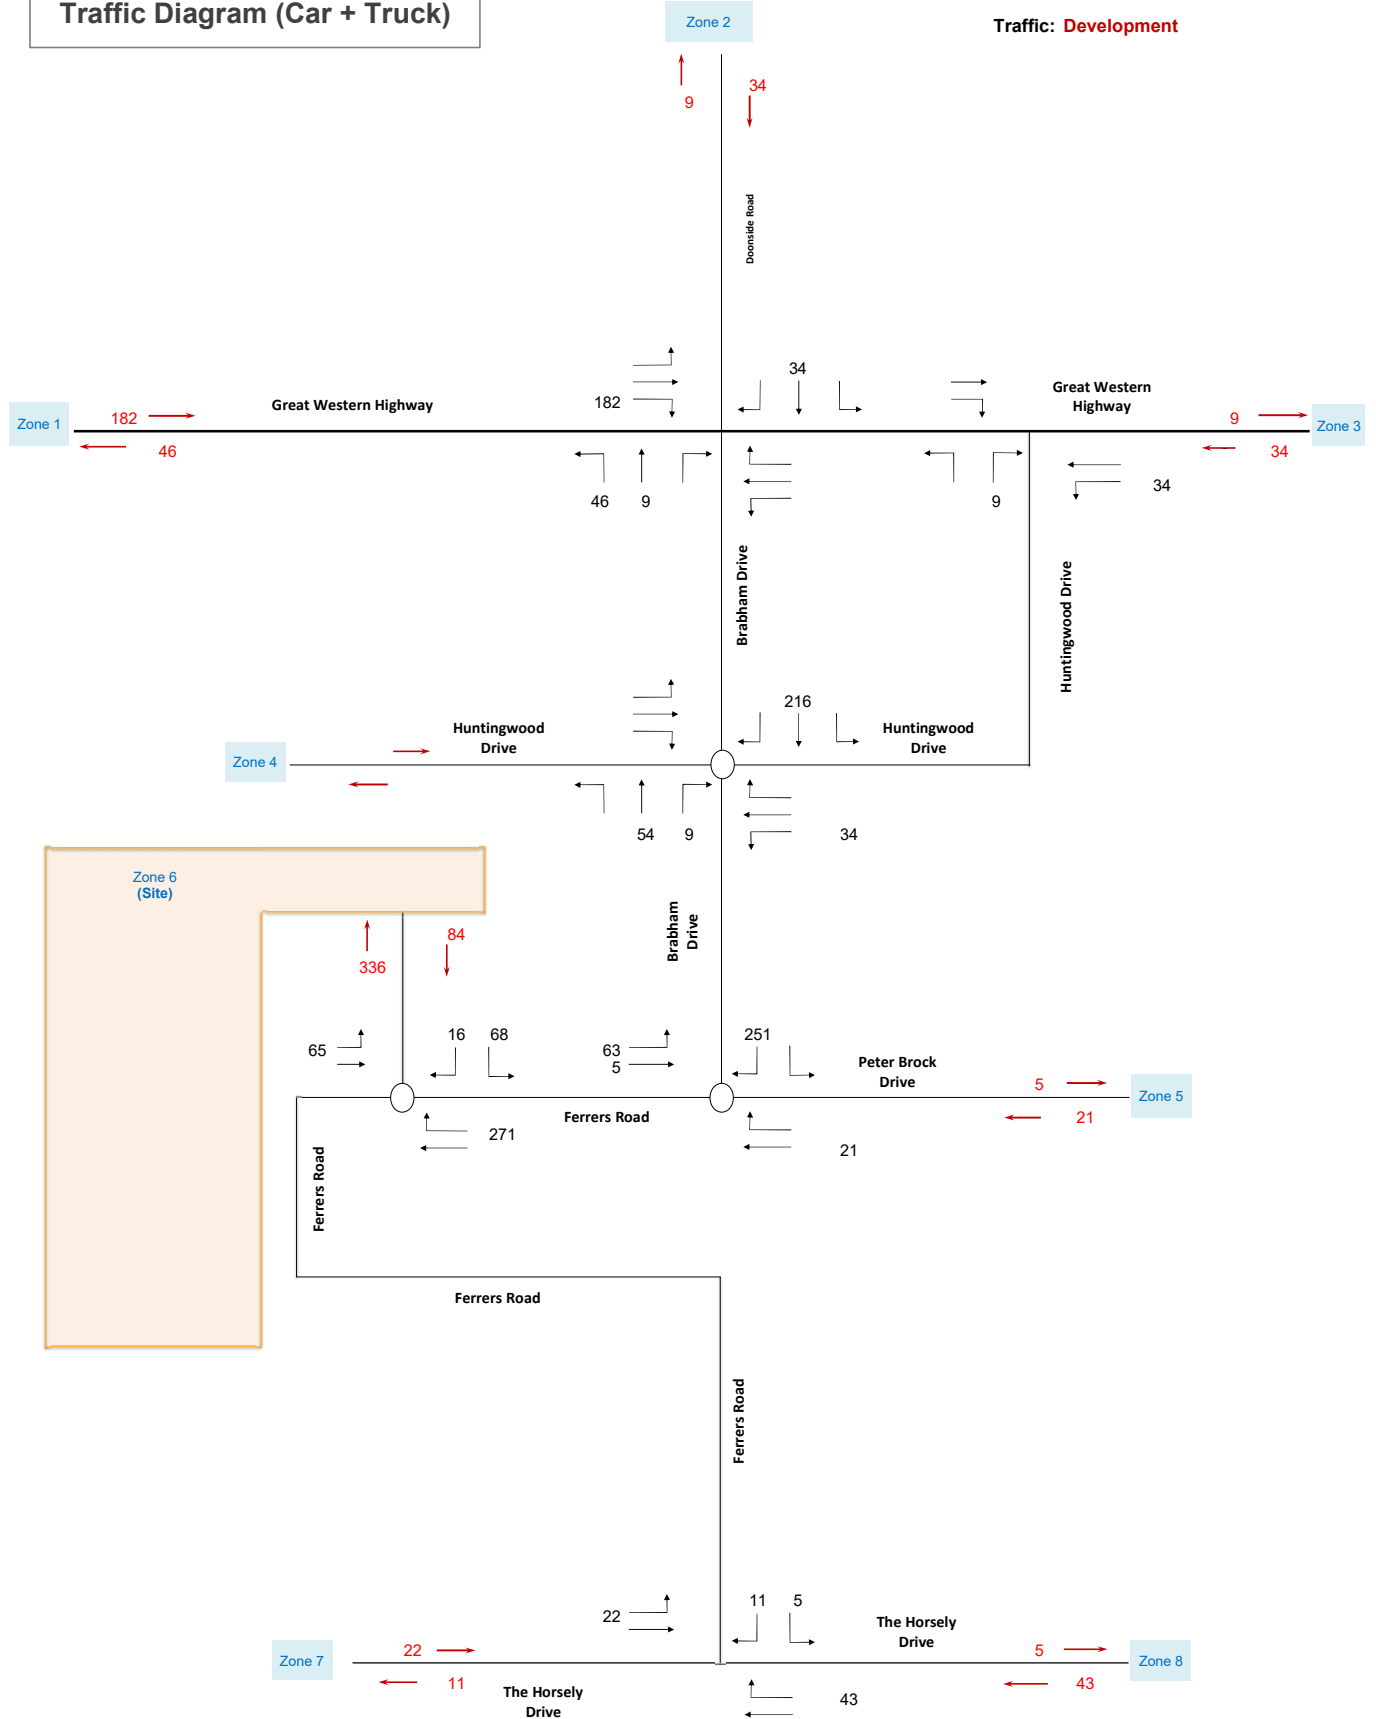 Traffic Diagram (Car + Truck)
Zone 2
Traffic: Development
9
34
Doonside Road
34
182
Great Western Highway
Great Western
Highway
Zone 1
182
46
9
34
Zone 3
46
9
9
34
Brabham Drive
Huntingwood Drive
216
Huntingwood
Drive
Huntingwood
Drive
Zone 4
54
9
34
Zone 6
(Site)
Brabham
Drive
336
84
65
16
68
63
5
251
Peter Brock
Drive
5
21
Zone 5
Ferrers Road
271
21
Ferrers Road
Ferrers Road
Ferrers Road
22
11
5
The Horsely
Drive
Zone 7
22
11
5
43
Zone 8
The Horsely
Drive
43